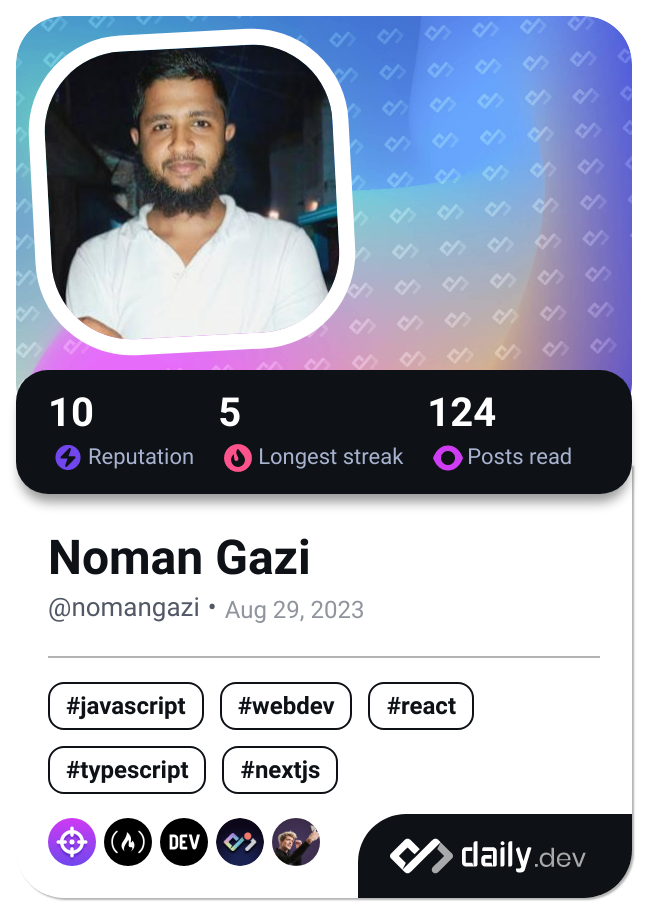 10 5 124
Reputation Longest streak Posts read
Noman Gazi
@nomangazi • Aug 29, 2023
#javascript #webdev #react
#typescript #nextjs
DEV
daily.dev